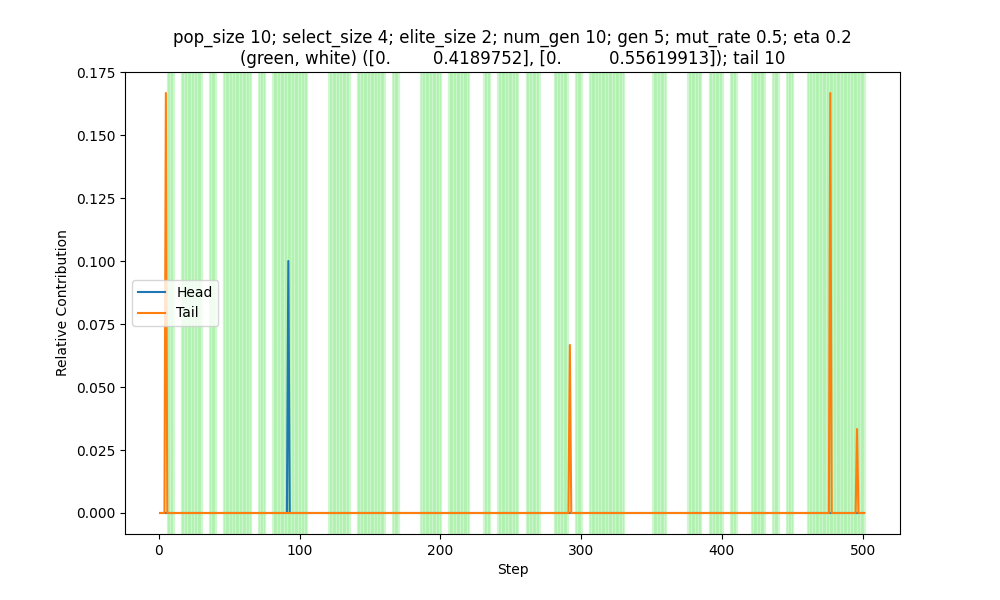 pop_size 10; select_size 4; elite_size 2; num_gen 10; gen 5; mut_rate 0.5; eta 0.2
(green, white) ([0.         0.4189752], [0.          0.55619913]); tail 10
0.175
0.150
0.125
0.100
0.075
0.050
0.025
0.000
Relative Contribution
Head
Tail
0
100
200
300
400
500
Step